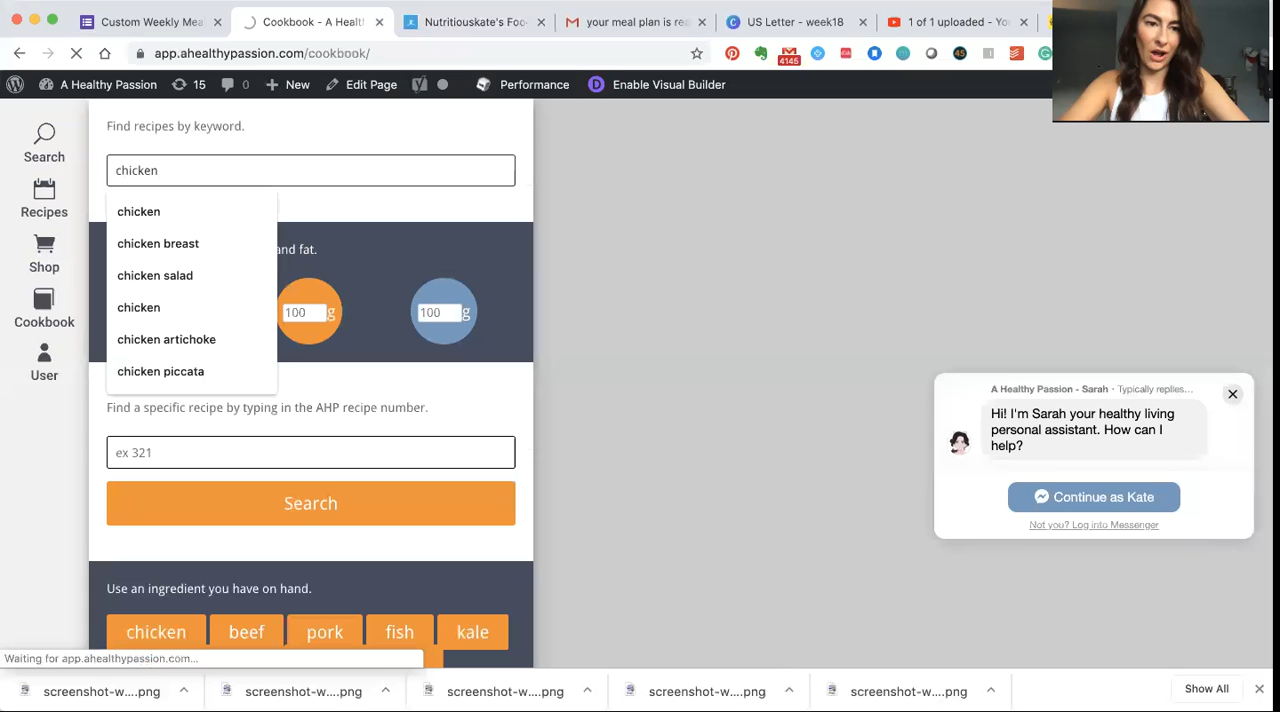 Custom Weekly Mea
Cookbook - A Healt
Nutritiouskate's Foo
your meal plan is rea
US Letter - week18
1 of 1 uploaded - You
app.ahealthypassion.com/cookbook/
4145
45
A Healthy Passion
15
0
New
Edit Page
Performance
D
Enable Visual Builder
Search
Recipes
Shop
Cookbook
User
Find recipes by keyword.
chicken
chicken
chicken breast
chicken salad
chicken
chicken artichoke
chicken piccata
and fat.
100 g
100 g
Find a specific recipe by typing in the AHP recipe number.
ex 321
Search
Use an ingredient you have on hand.
chicken
beef
pork
fish
kale
A Healthy Passion - Sarah · Typically replies...
Hi! I'm Sarah your healthy living
personal assistant. How can I
help?
Continue as Kate
Not you? Log into Messenger
Waiting for app.ahealthypassion.com...
screenshot-w....png
screenshot-w....png
screenshot-w....png
screenshot-w....png
screenshot-w....png
Show All